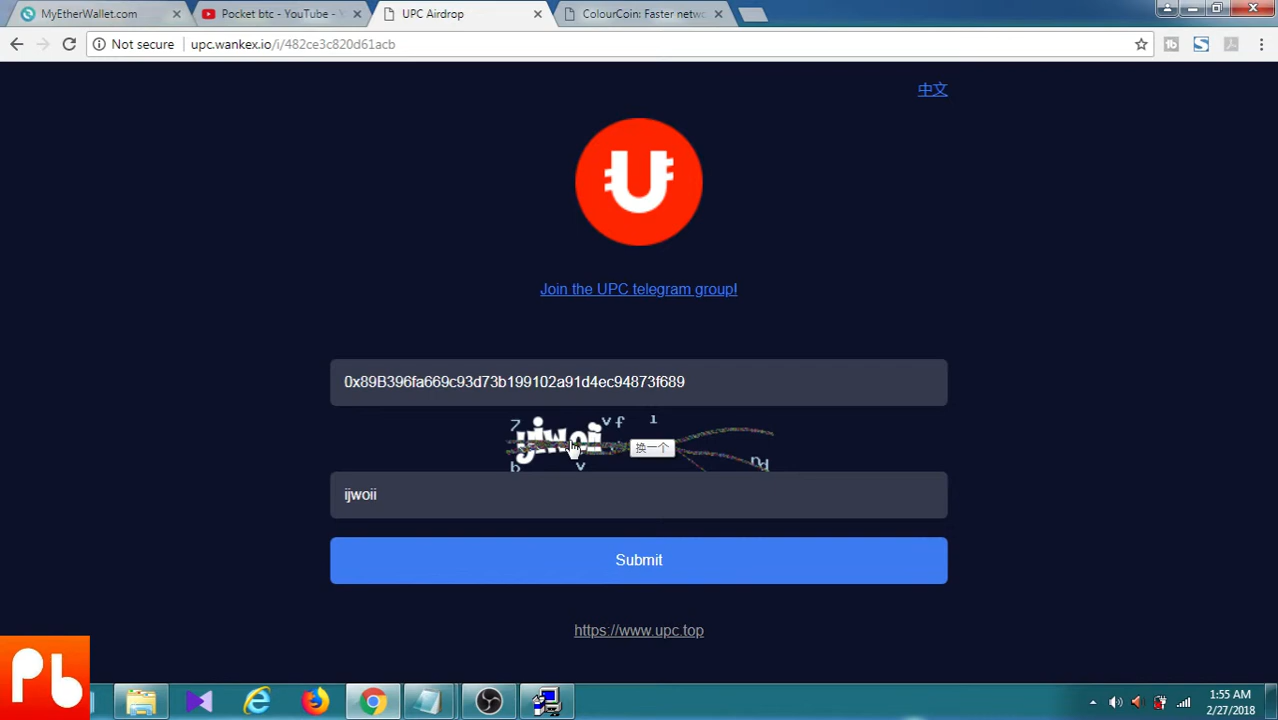 MyEtherWallet.com
Pocket btc - YouTube -
UPC Airdrop
ColourCoin: Faster netw
Not secure
upc.wankex.io/i/482ce3c820d61acb
中文
Join the UPC telegram group!
0x89B396fa669c93d73b199102a91d4ec94873f689
换一个
ijwoii
Submit
https://www.upc.top
Pb
1:55 AM
2/27/2018